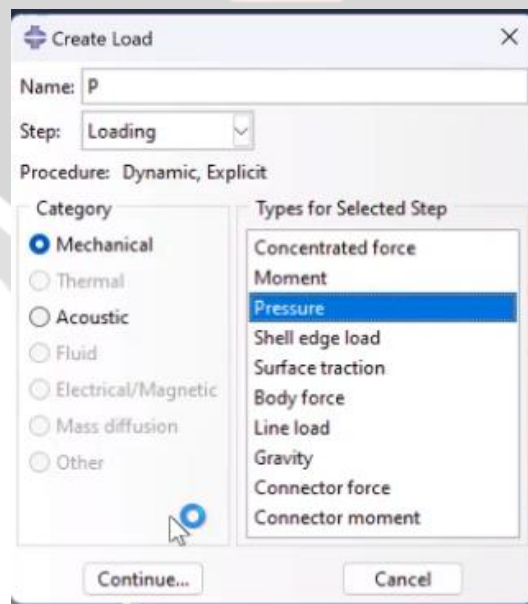 Create Load
Name: P
Step: Loading
Procedure: Dynamic, Explicit
Category
Mechanical
Thermal
Acoustic
Fluid
Electrical/Magnetic
Mass diffusion
Other
Types for Selected Step
Concentrated force
Moment
Pressure
Shell edge load
Surface traction
Body force
Line load
Gravity
Connector force
Connector moment
Continue...
Cancel